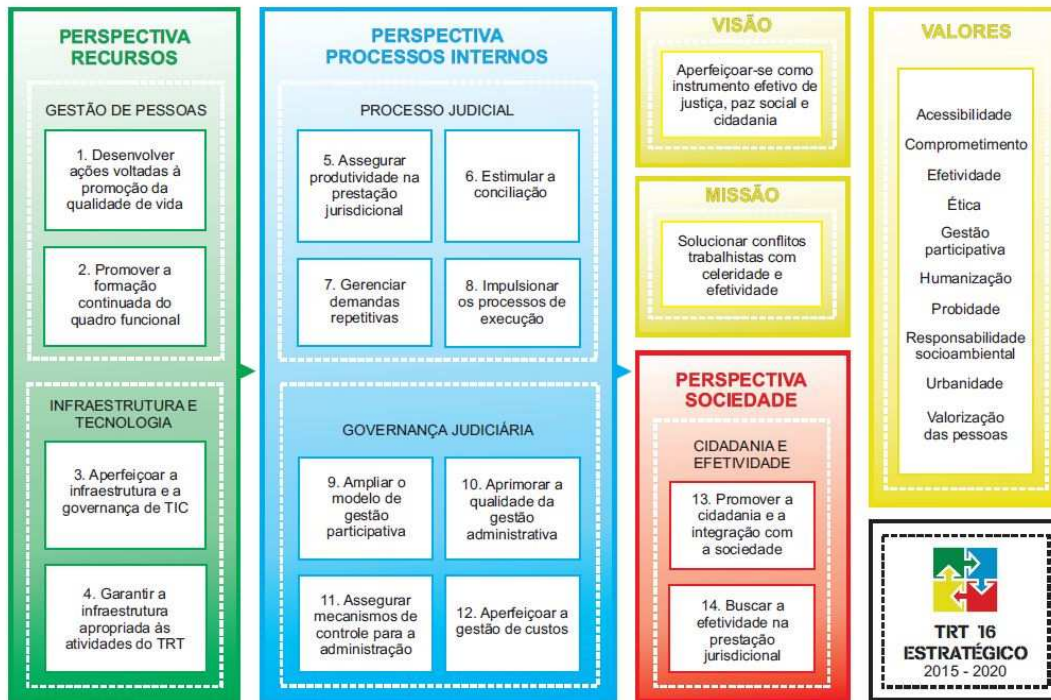 PERSPECTIVA
RECURSOS
GESTÃO DE PESSOAS
1. Desenvolver
ações voltadas à
promoção da
qualidade de vida
2. Promover a
formação
continuada do
quadro funcional
INFRAESTRUTURA E
TECNOLOGIA
3. Aperfeiçoar a
infraestrutura e a
governança de TIC
4. Garantir a
infraestrutura
apropriada às
atividades do TRT
PERSPECTIVA
PROCESSOS INTERNOS
PROCESSO JUDICIAL
5. Assegurar
produtividade na
prestação
jurisdicional
6. Estimular a
conciliação
7. Gerenciar
demandas
repetitivas
8. Impulsionar
os processos de
execução
GOVERNANÇA JUDICIÁRIA
9. Ampliar o
modelo de
gestão
participativa
10. Aprimorar a
qualidade da
gestão
administrativa
11. Assegurar
mecanismos de
controle para a
administração
12. Aperfeiçoar a
gestão de custos
VISÃO
Aperfeiçoar-se como
instrumento efetivo de
justiça, paz social e
cidadania
MISSÃO
Solucionar conflitos
trabalhistas com
celeridade e
efetividade
PERSPECTIVA
SOCIEDADE
CIDADANIA E
EFETIVIDADE
13. Promover a
cidadania e a
integração com
a sociedade
14. Buscar a
efetividade na
prestação
jurisdicional
VALORES
Acessibilidade
Comprometimento
Efetividade
Ética
Gestão
participativa
Humanização
Probidade
Responsabilidade
socioambiental
Urbanidade
Valorização
das pessoas
TRT 16
ESTRATÉGICO
2015 - 2020